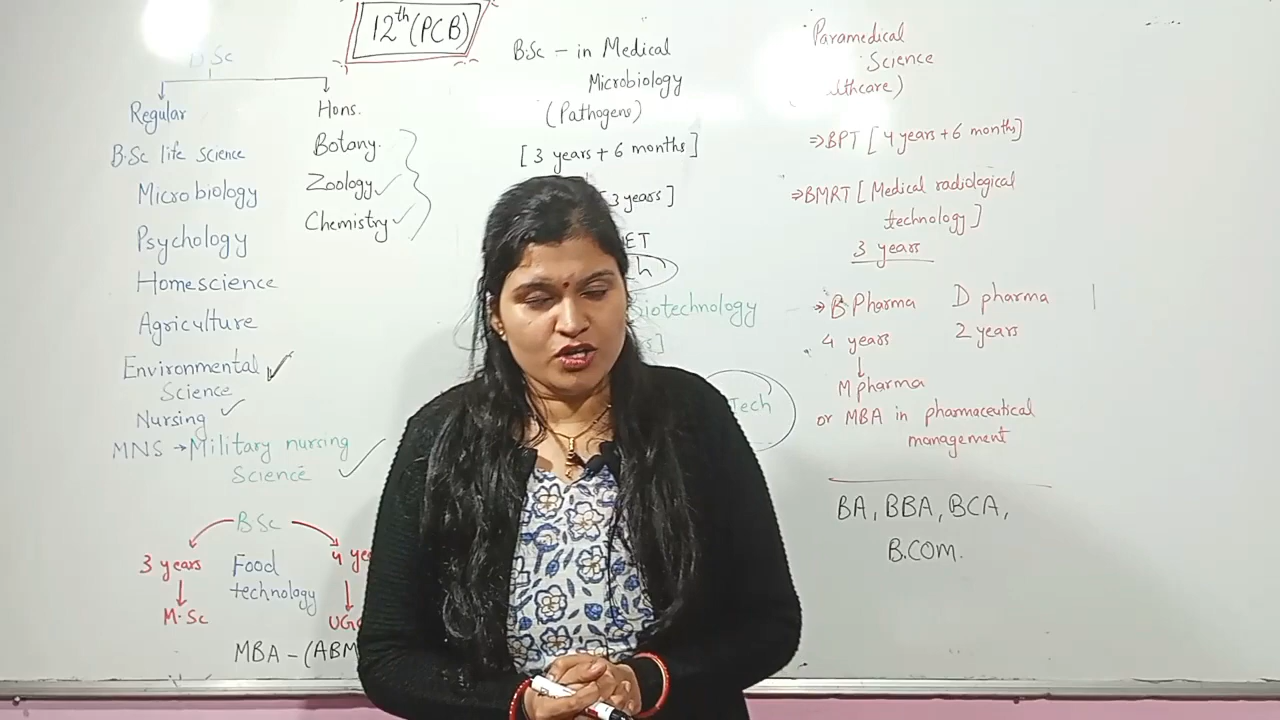 12th (PCB)
B.Sc
Regular
Hons.
B.Sc life science
Microbiology
Psychology
Homescience
Agriculture
Environmental
Science
Nursing
MNS → Military nursing
Science
Botany.
Zoology
Chemistry
BSc
3 years
Food
technology
M.Sc
MBA - (ABM
B.Sc - in Medical
Microbiology
(Pathogens)
[3 years + 6 months]
3 years]
Biotechnology
Tech
Paramedical
Science
⇒ BPT [4 years + 6 months]
⇒ BMRT [Medical radiological
technology]
3 years
→ B Pharma D pharma
4 years 2 years
M pharma
or MBA in pharmaceutical
management
BA, BBA, BCA,
B.COM.